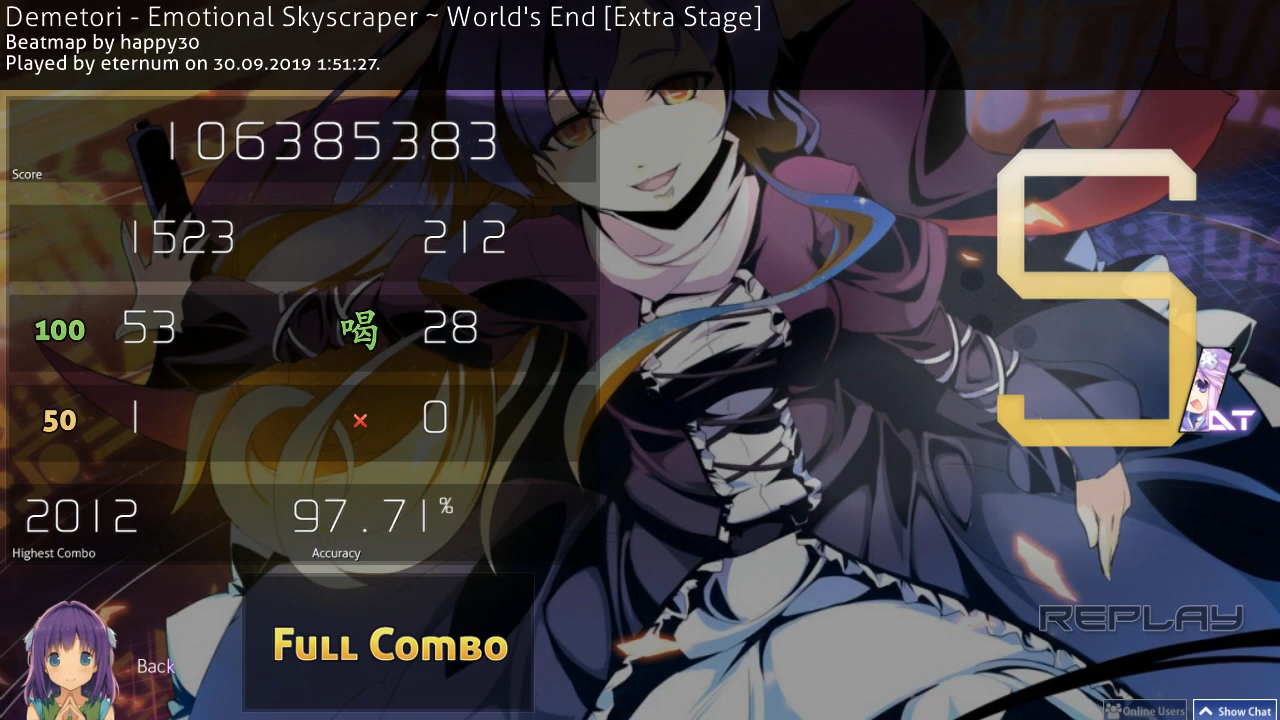 Demetori - Emotional Skyscraper ~ World's End [Extra Stage]
Beatmap by happy30
Played by eternum on 30.09.2019 1:51:27.
106385383
Score
1523 212
100 53 喝 28
50 1 × 0
2012 97.71%
Highest Combo Accuracy
DT
Full Combo
REPLAY
Back
Online Users Show Chat